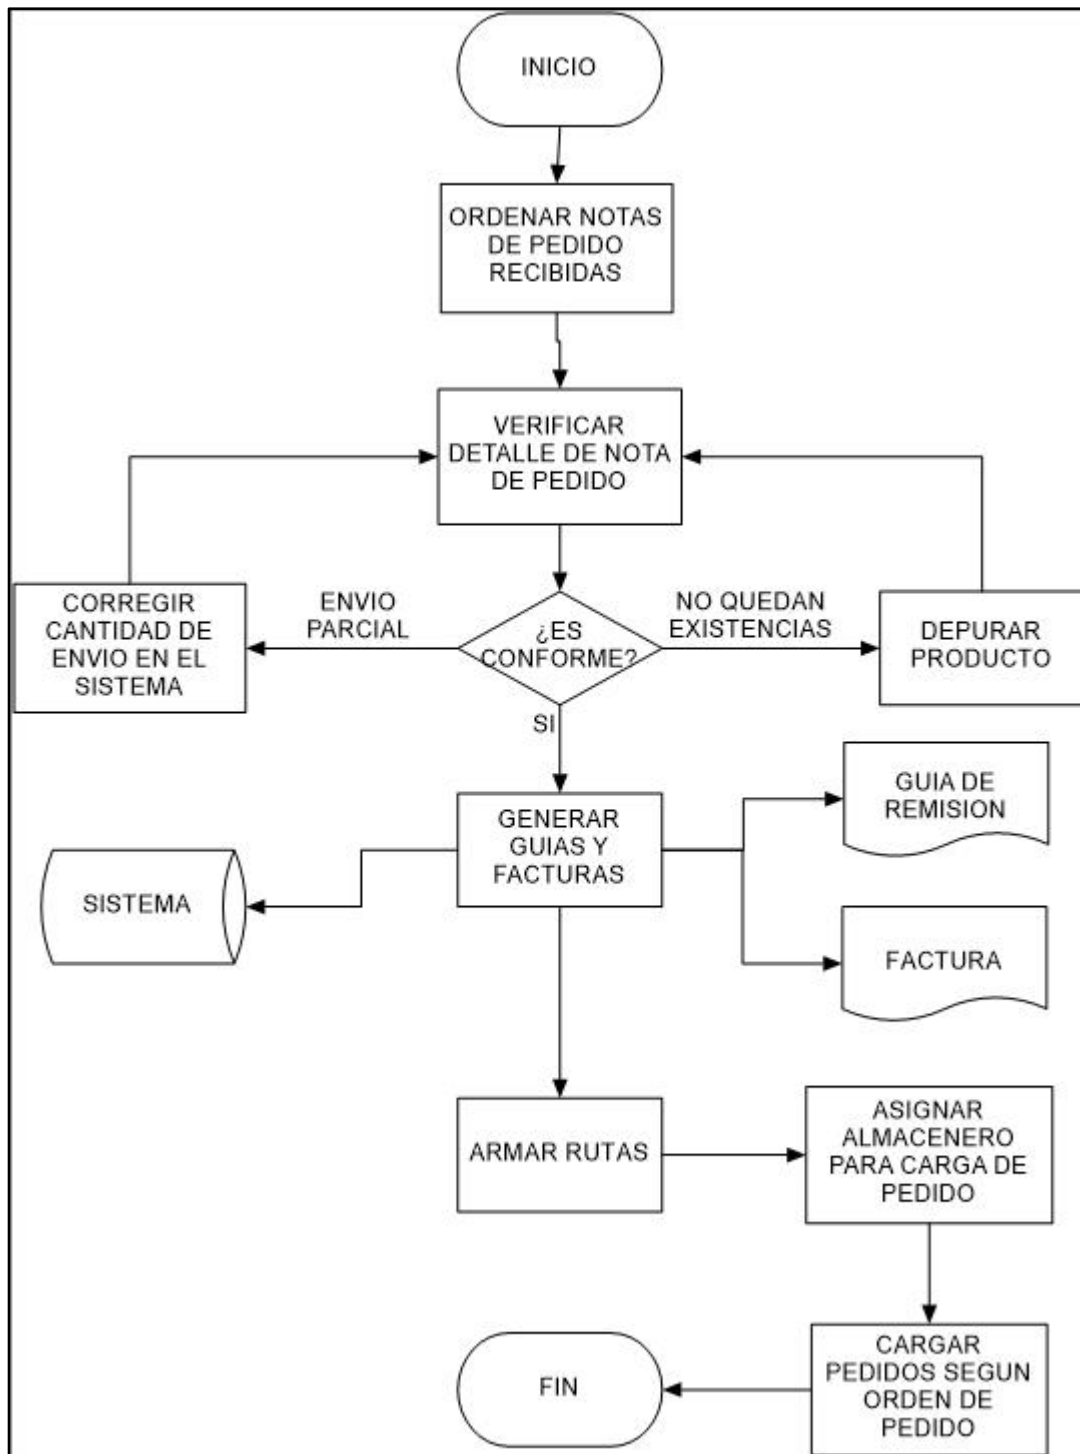 INICIO
ORDENAR NOTAS
DE PEDIDO
RECIBIDAS
VERIFICAR
DETALLE DE NOTA
DE PEDIDO
CORREGIR
CANTIDAD DE
ENVIO EN EL
SISTEMA
ENVIO
PARCIAL
¿ES
CONFORME?
NO QUEDAN
EXISTENCIAS
DEPURAR
PRODUCTO
SI
GENERAR
GUIAS Y
FACTURAS
GUIA DE
REMISION
SISTEMA
FACTURA
ARMAR RUTAS
ASIGNAR
ALMACENERO
PARA CARGA DE
PEDIDO
CARGAR
PEDIDOS SEGUN
ORDEN DE
PEDIDO
FIN